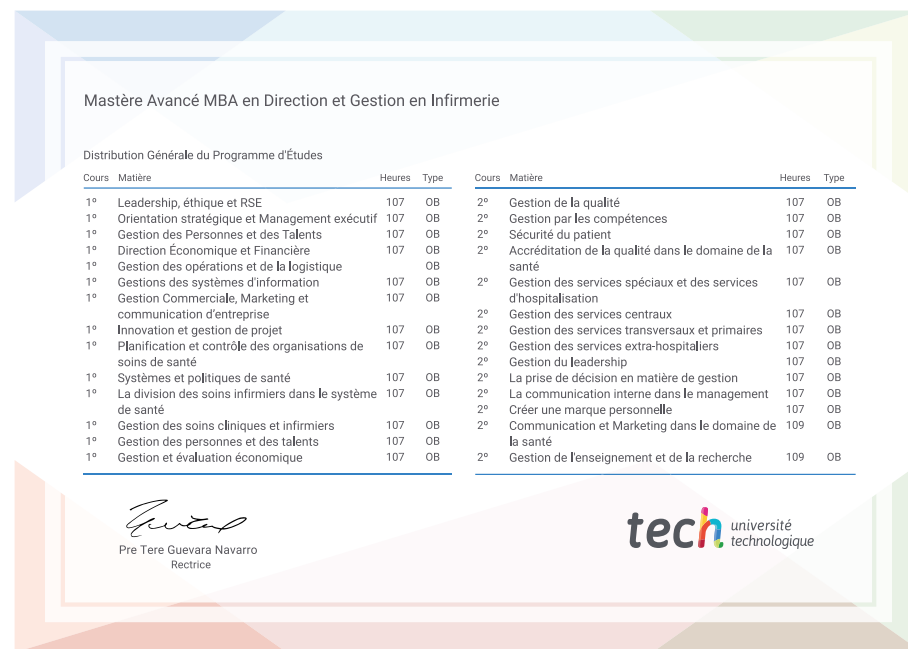 Mastère Avancé MBA en Direction et Gestion en Infirmerie
Distribution Générale du Programme d'Études
Cours Matière Heures Type
1º Leadership, éthique et RSE 107 OB
1º Orientation stratégique et Management exécutif 107 OB
1º Gestion des Personnes et des Talents 107 OB
1º Direction Économique et Financière 107 OB
1º Gestion des opérations et de la logistique OB
1º Gestions des systèmes d'information 107 OB
1º Gestion Commerciale, Marketing et 107 OB
communication d'entreprise
1º Innovation et gestion de projet 107 OB
1º Planification et contrôle des organisations de 107 OB
soins de santé
1º Systèmes et politiques de santé 107 OB
1º La division des soins infirmiers dans le système 107 OB
de santé
1º Gestion des soins cliniques et infirmiers 107 OB
1º Gestion des personnes et des talents 107 OB
1º Gestion et évaluation économique 107 OB
Cours Matière Heures Type
2º Gestion de la qualité 107 OB
2º Gestion par les compétences 107 OB
2º Sécurité du patient 107 OB
2º Accréditation de la qualité dans le domaine de la 107 OB
santé
2º Gestion des services spéciaux et des services 107 OB
d'hospitalisation
2º Gestion des services centraux 107 OB
2º Gestion des services transversaux et primaires 107 OB
2º Gestion des services extra-hospitaliers 107 OB
2º Gestion du leadership 107 OB
2º La prise de décision en matière de gestion 107 OB
2º La communication interne dans le management 107 OB
2º Créer une marque personnelle 107 OB
2º Communication et Marketing dans le domaine de 109 OB
la santé
2º Gestion de l'enseignement et de la recherche 109 OB
Pre Tere Guevara Navarro
Rectrice
tech université
technologique